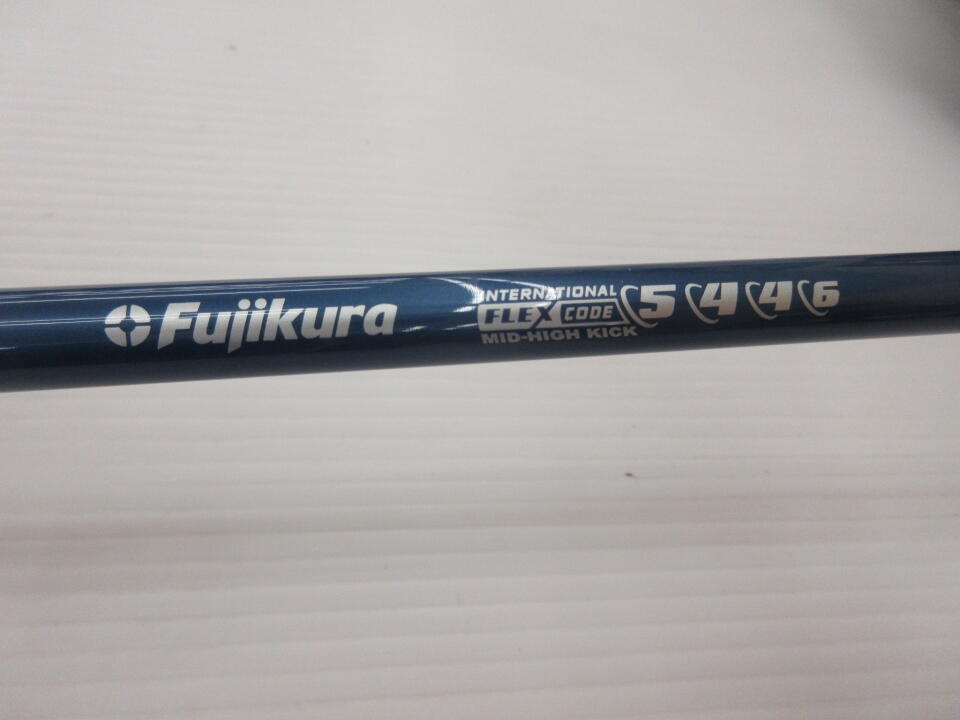 Fujikura
INTERNATIONAL
FLEX CODE 5 4 4 6
MID-HIGH KICK